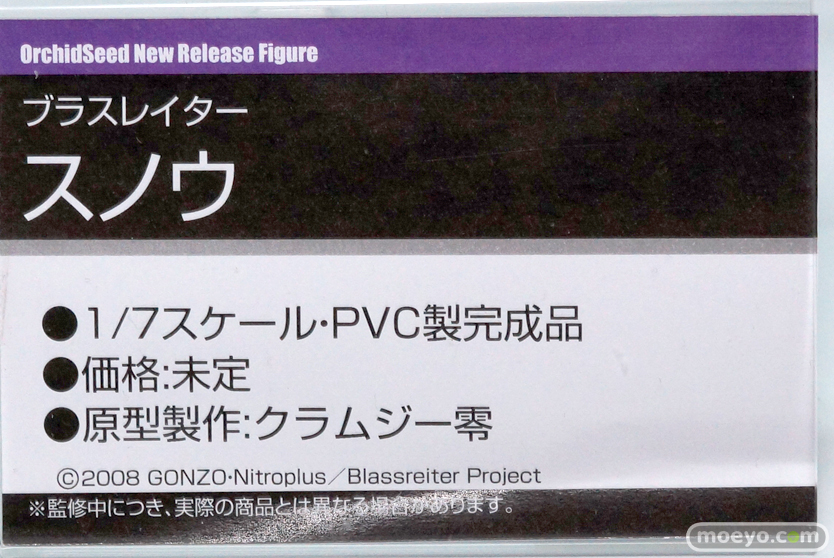 OrchidSeed New Release Figure
ブラスレイター
スノウ
●1/7スケール・PVC製完成品
●価格:未定
●原型製作:クラムジー零
©2008 GONZO・Nitroplus／Blassreiter Project
※監修中につき、実際の商品とは異なる場合があります。
moeyo.com